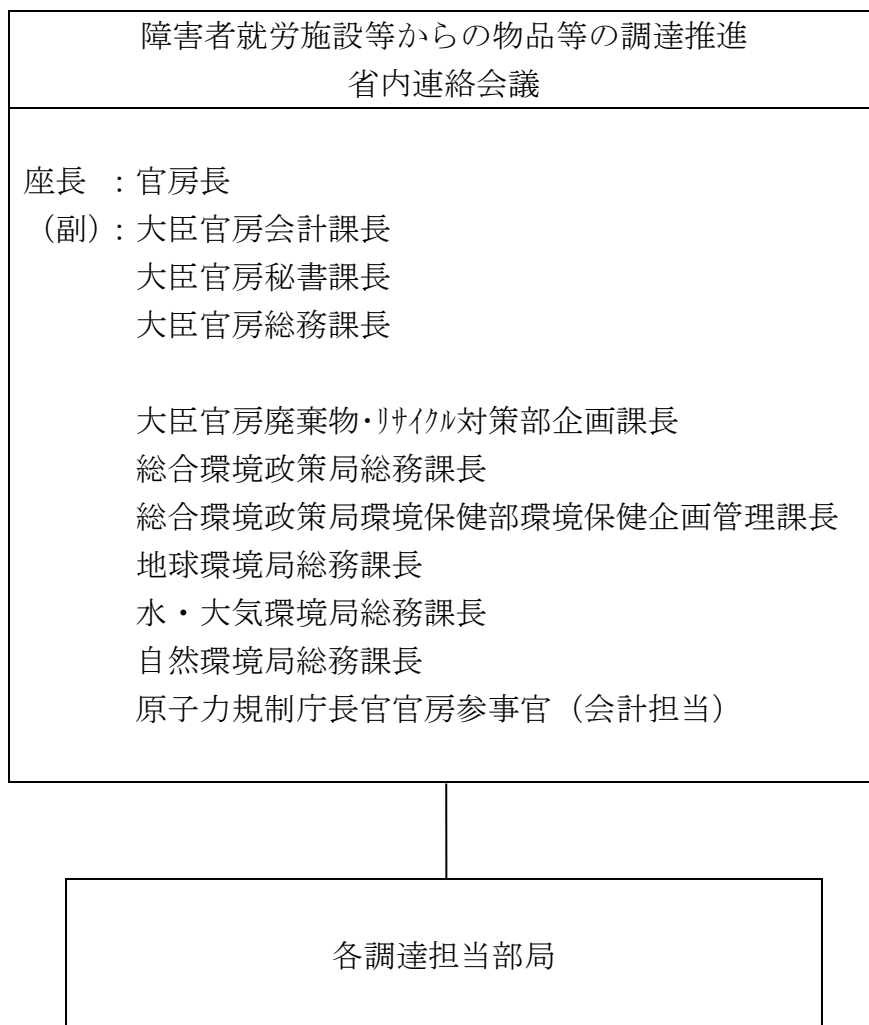 障害者就労施設等からの物品等の調達推進
省内連絡会議
座長 : 官房長
(副) : 大臣官房会計課長
大臣官房秘書課長
大臣官房総務課長
大臣官房廃棄物・ﾘｻｲｸﾙ対策部企画課長
総合環境政策局総務課長
総合環境政策局環境保健部環境保健企画管理課長
地球環境局総務課長
水・大気環境局総務課長
自然環境局総務課長
原子力規制庁長官官房参事官（会計担当）
各調達担当部局